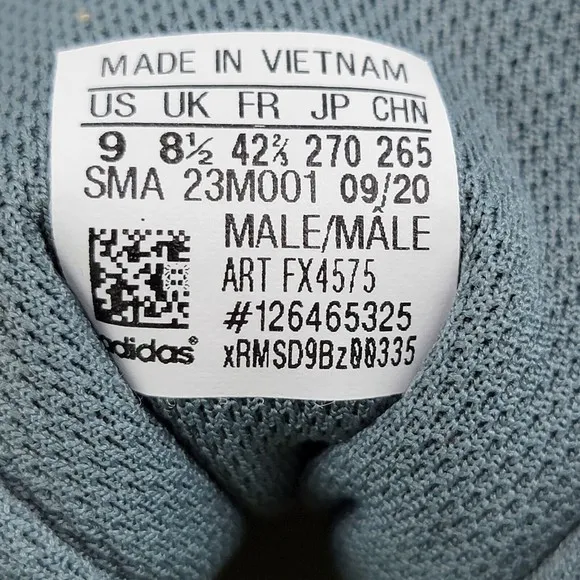 MADE IN VIETNAM
US UK FR JP CHN
9 8½ 42⅔ 270 265
SMA 23M001 09/20
MALE/MÂLE
ART FX4575
#126465325
adidas® xRMSD9Bz00335